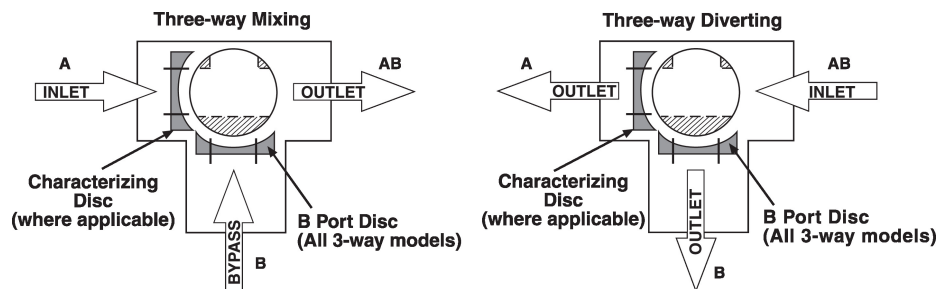 Three-way Mixing
A
INLET
AB
OUTLET
Characterizing
Disc
(where applicable)
BYPASS
B
B Port Disc
(All 3-way models)
Three-way Diverting
A
OUTLET
AB
INLET
Characterizing
Disc
(where applicable)
OUTLET
B
B Port Disc
(All 3-way models)